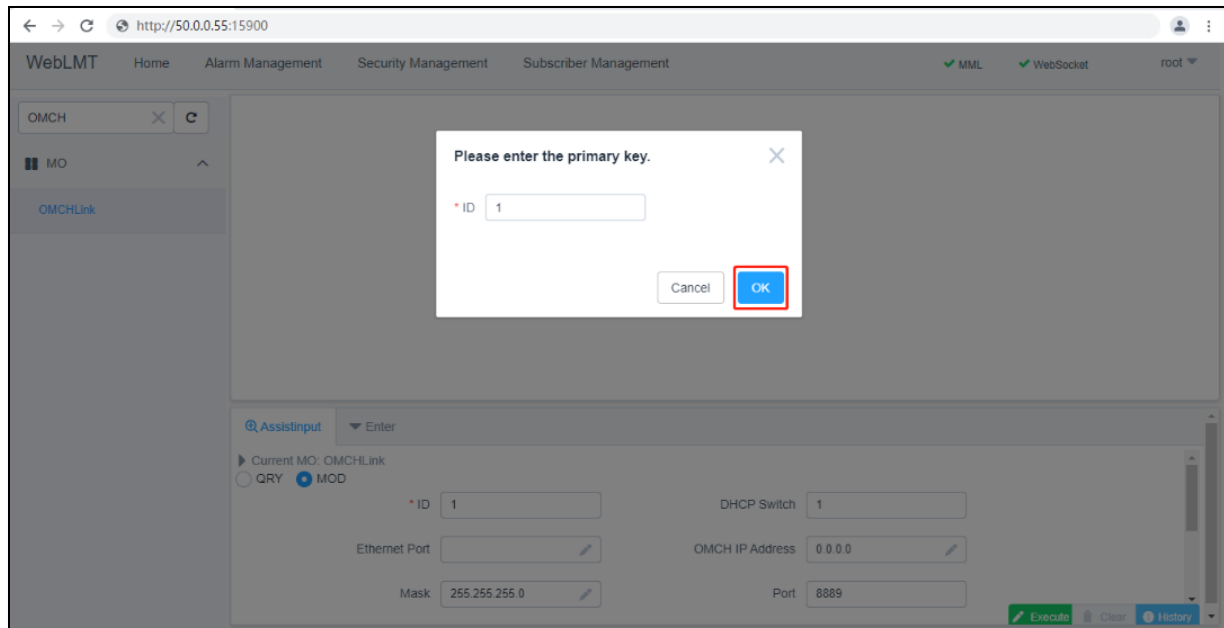 http://50.0.0.55:15900
WebLMT Home Alarm Management Security Management Subscriber Management MML WebSocket root
OMCH
MO
OMCHLink
Please enter the primary key.
* ID 1
Cancel OK
Assistinput Enter
Current MO: OMCHLink
QRY MOD
* ID 1 DHCP Switch 1
Ethernet Port OMCH IP Address 0.0.0.0
Mask 255.255.255.0 Port 8889
Execute Clear History